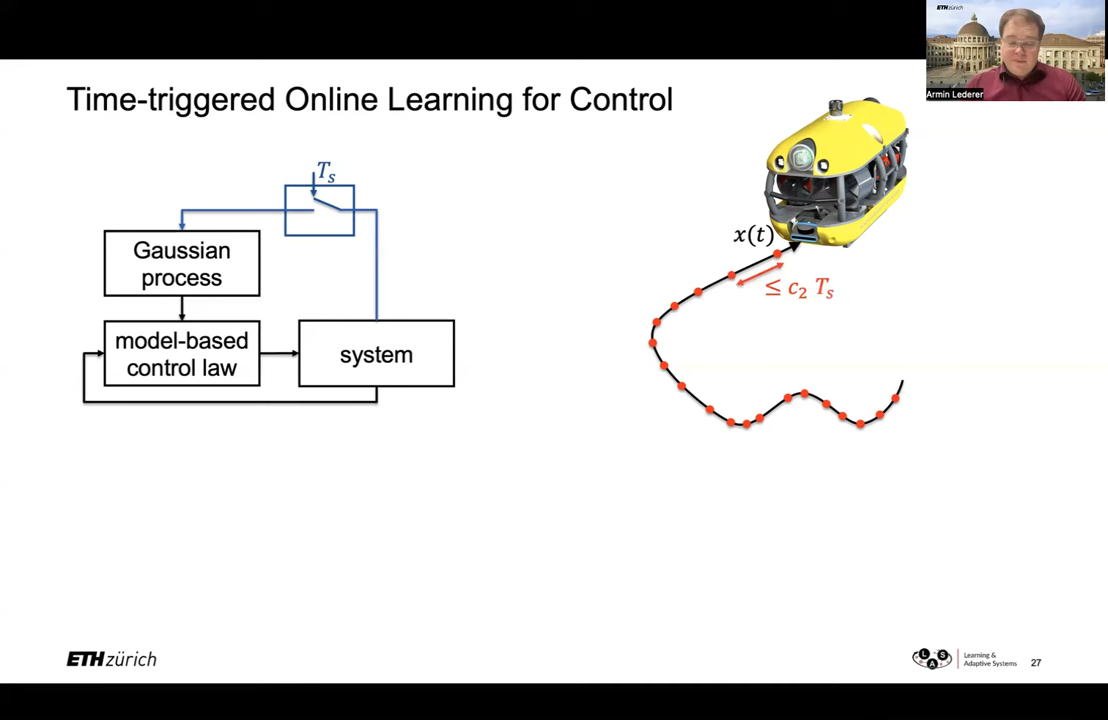 ETHzürich
Armin Lederer
Time-triggered Online Learning for Control
Tₛ
Gaussian
process
model-based
control law
system
x(t)
≤ c₂ Tₛ
ETHzürich
L
A
S
Learning &
Adaptive Systems
27